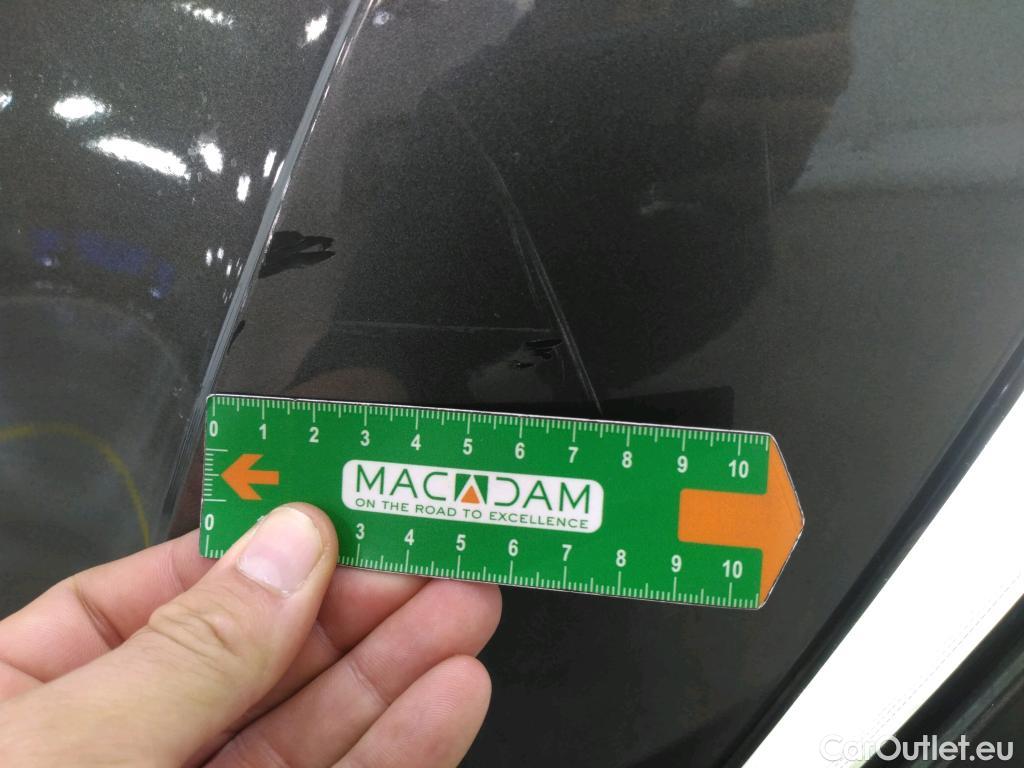 0 1 2 3 4 5 6 7 8 9 10
MACADAM
ON THE ROAD TO EXCELLENCE
0 3 4 5 6 7 8 9 10
CarOutlet.eu